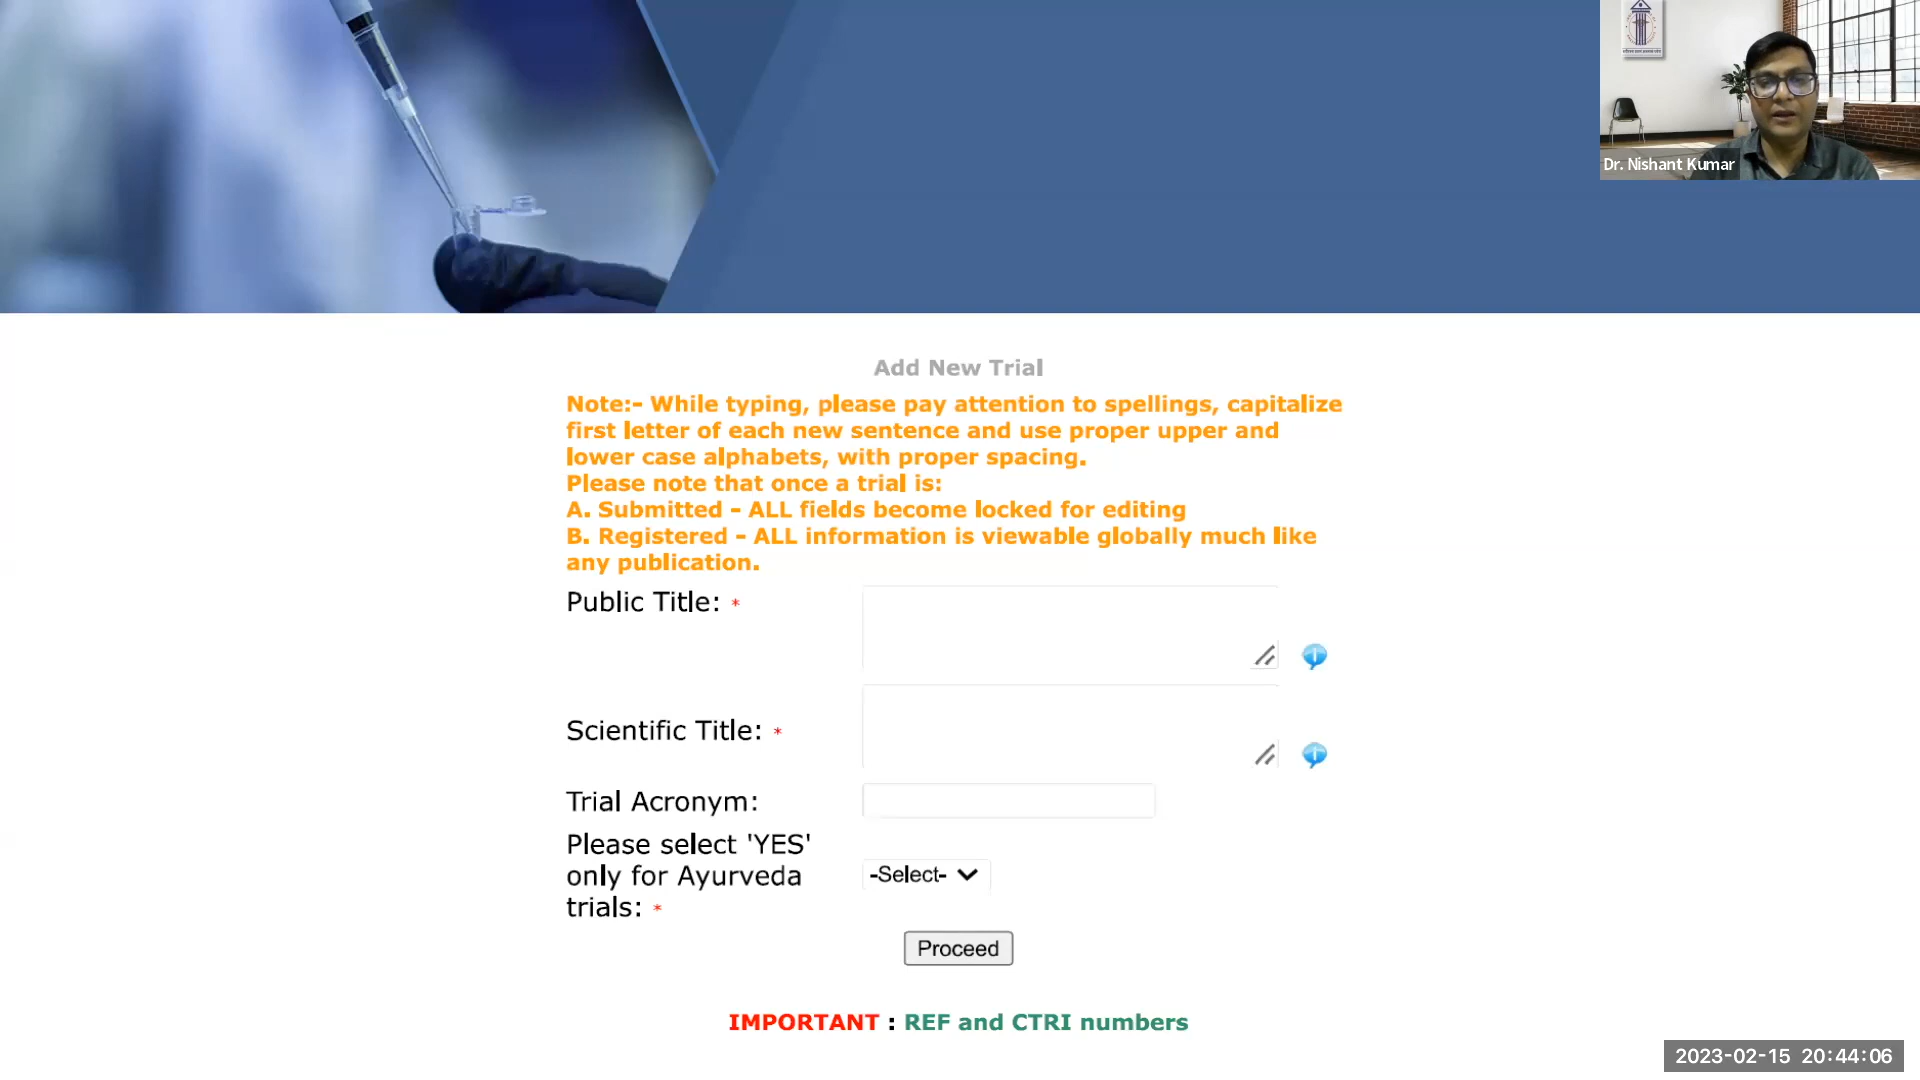 Dr. Nishant Kumar
Add New Trial
Note:- While typing, please pay attention to spellings, capitalize
first letter of each new sentence and use proper upper and
lower case alphabets, with proper spacing.
Please note that once a trial is:
A. Submitted - ALL fields become locked for editing
B. Registered - ALL information is viewable globally much like
any publication.
Public Title: *
Scientific Title: *
Trial Acronym:
Please select 'YES'
only for Ayurveda
trials: *
-Select-
Proceed
IMPORTANT : REF and CTRI numbers
2023-02-15 20:44:06